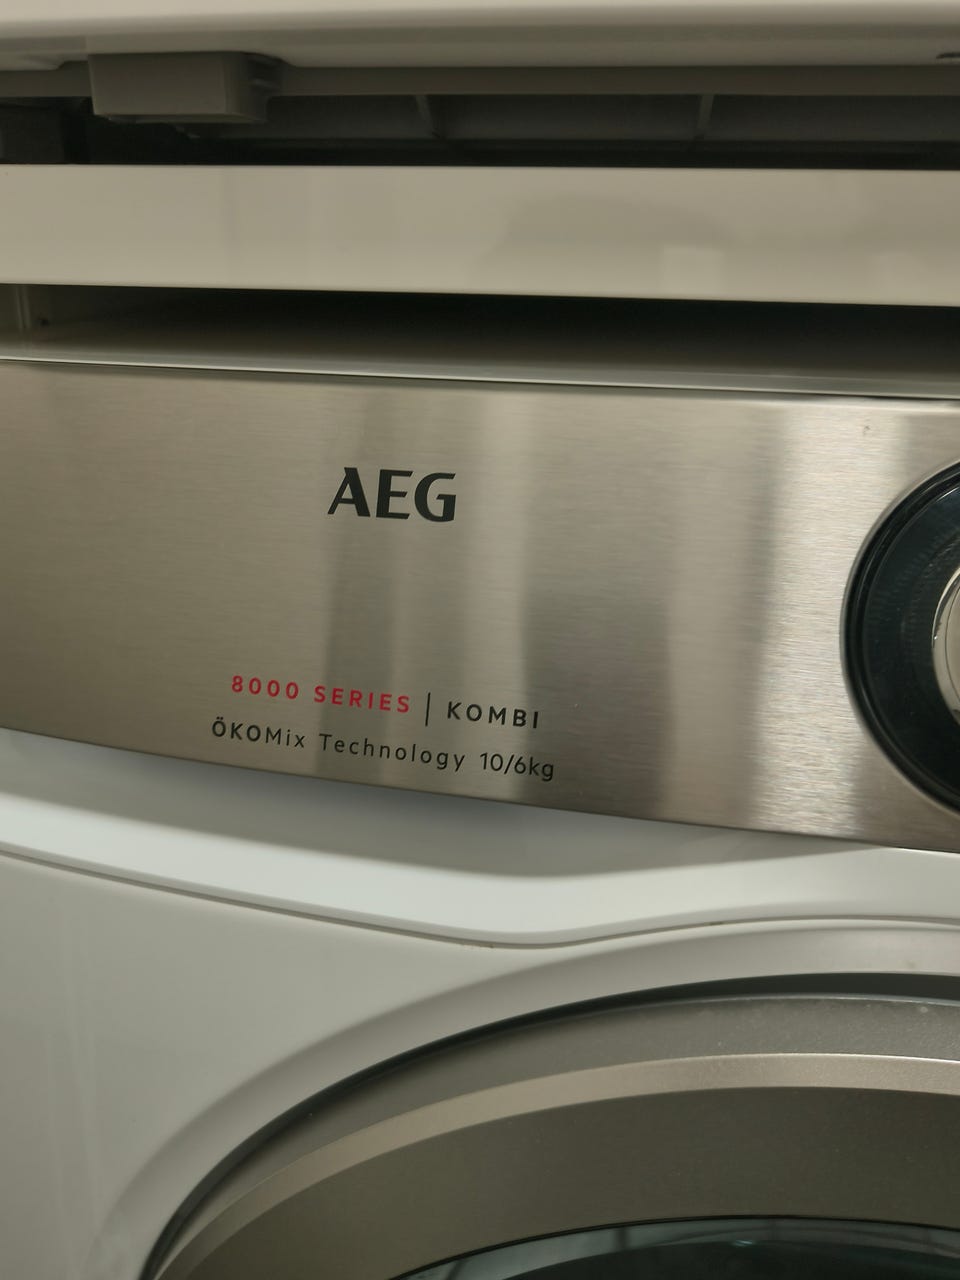 AEG
8000 SERIES | KOMBI
ÖKOMix Technology 10/6kg